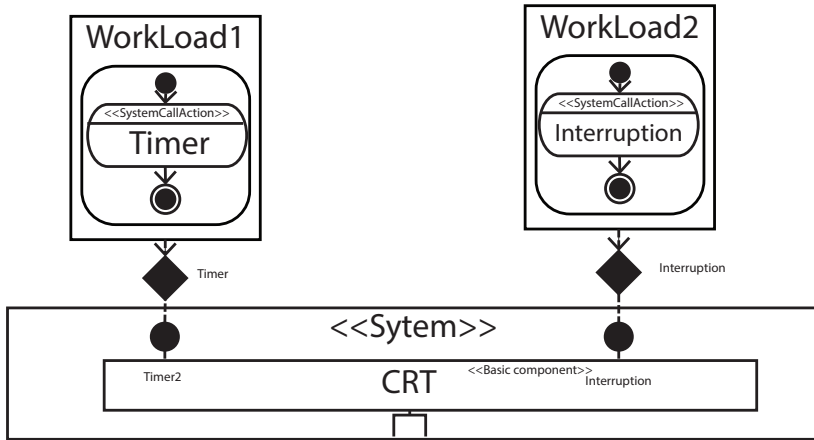 WorkLoad1
<<SystemCallAction>>
Timer
WorkLoad2
<<SystemCallAction>>
Interruption
Timer
Interruption
<<Sytem>>
Timer2
CRT
<<Basic component>>
Interruption